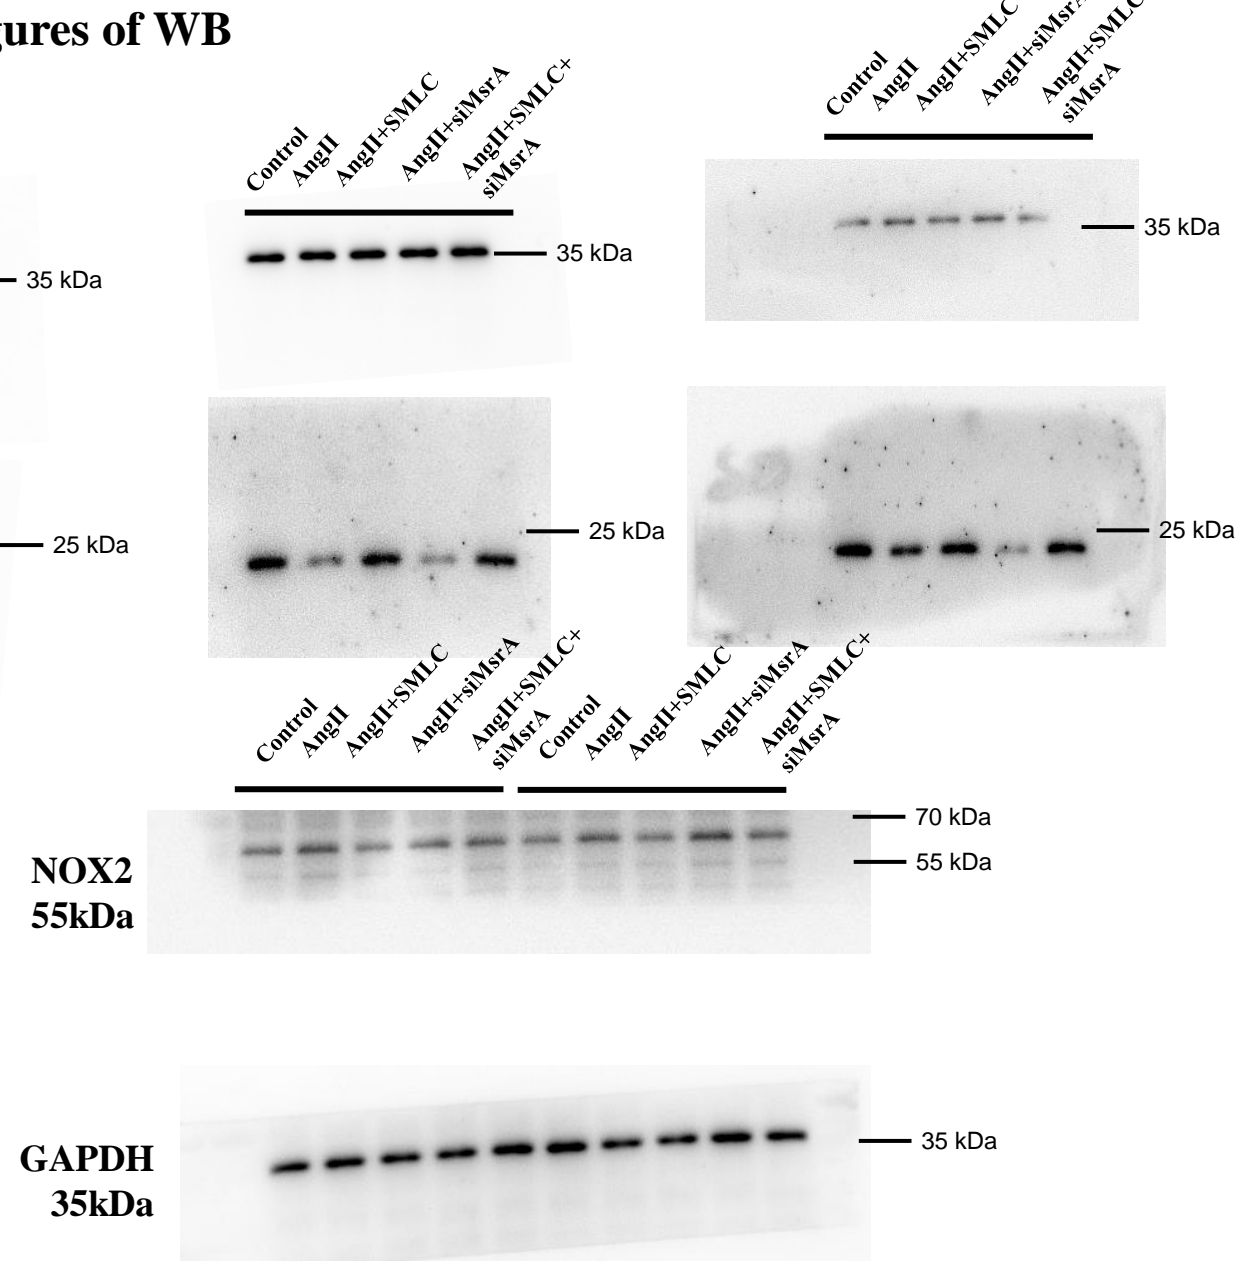 gures of WB
Control
AngII
AngII+SMLC
AngII+siMsrA
AngII+SMLC+
siMsrA
Control
AngII
AngII+SMLC
AngII+siMsrA
AngII+SMLC
siMsrA
35 kDa
35 kDa
35 kDa
25 kDa
25 kDa
25 kDa
Control
AngII
AngII+SMLC
AngII+siMsrA
AngII+SMLC+
siMsrA
Control
AngII
AngII+SMLC
AngII+siMsrA
AngII+SMLC+
siMsrA
NOX2
55kDa
70 kDa
55 kDa
GAPDH
35kDa
35 kDa